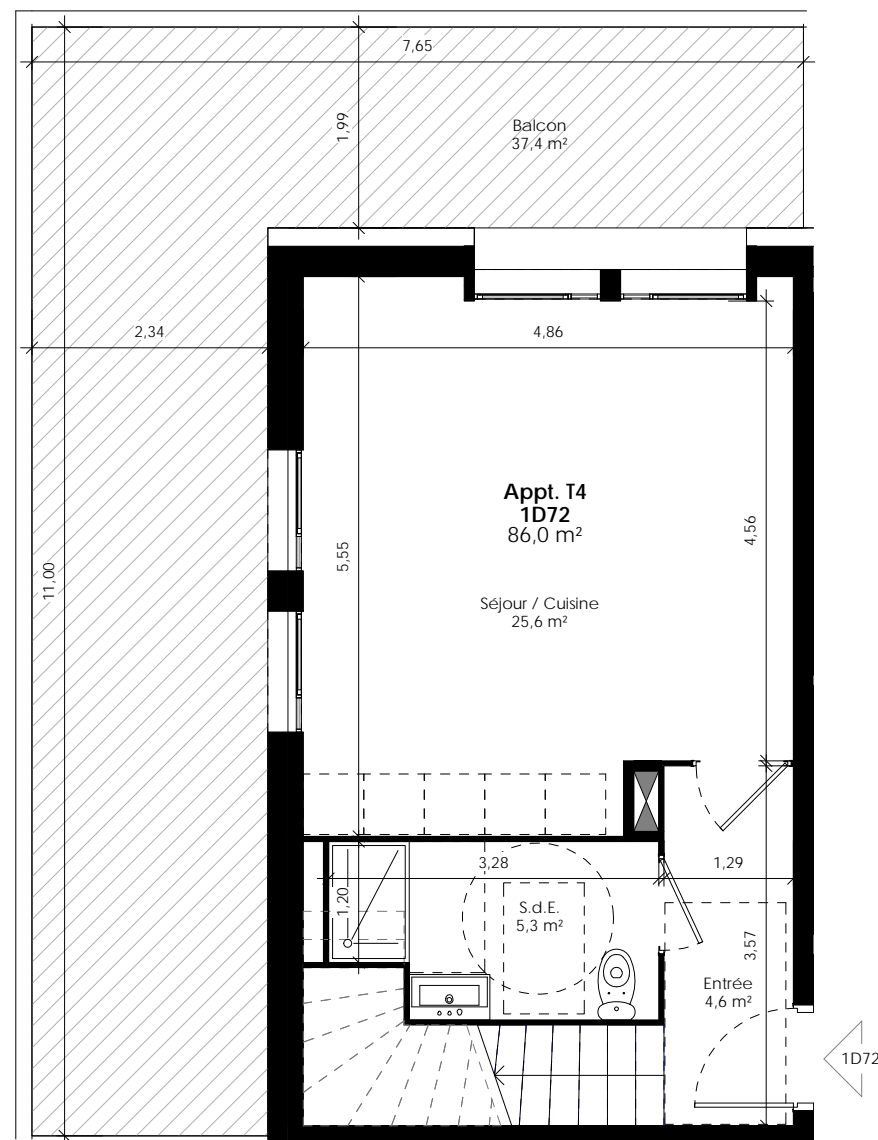 7,65
1,99
Balcon
37,4 m²
2,34
4,86
Appt. T4
1D72
86,0 m²
5,55
4,56
11,00
Séjour / Cuisine
25,6 m²
3,28
1,29
1,20
S.d.E.
5,3 m²
3,57
Entrée
4,6 m²
1D72